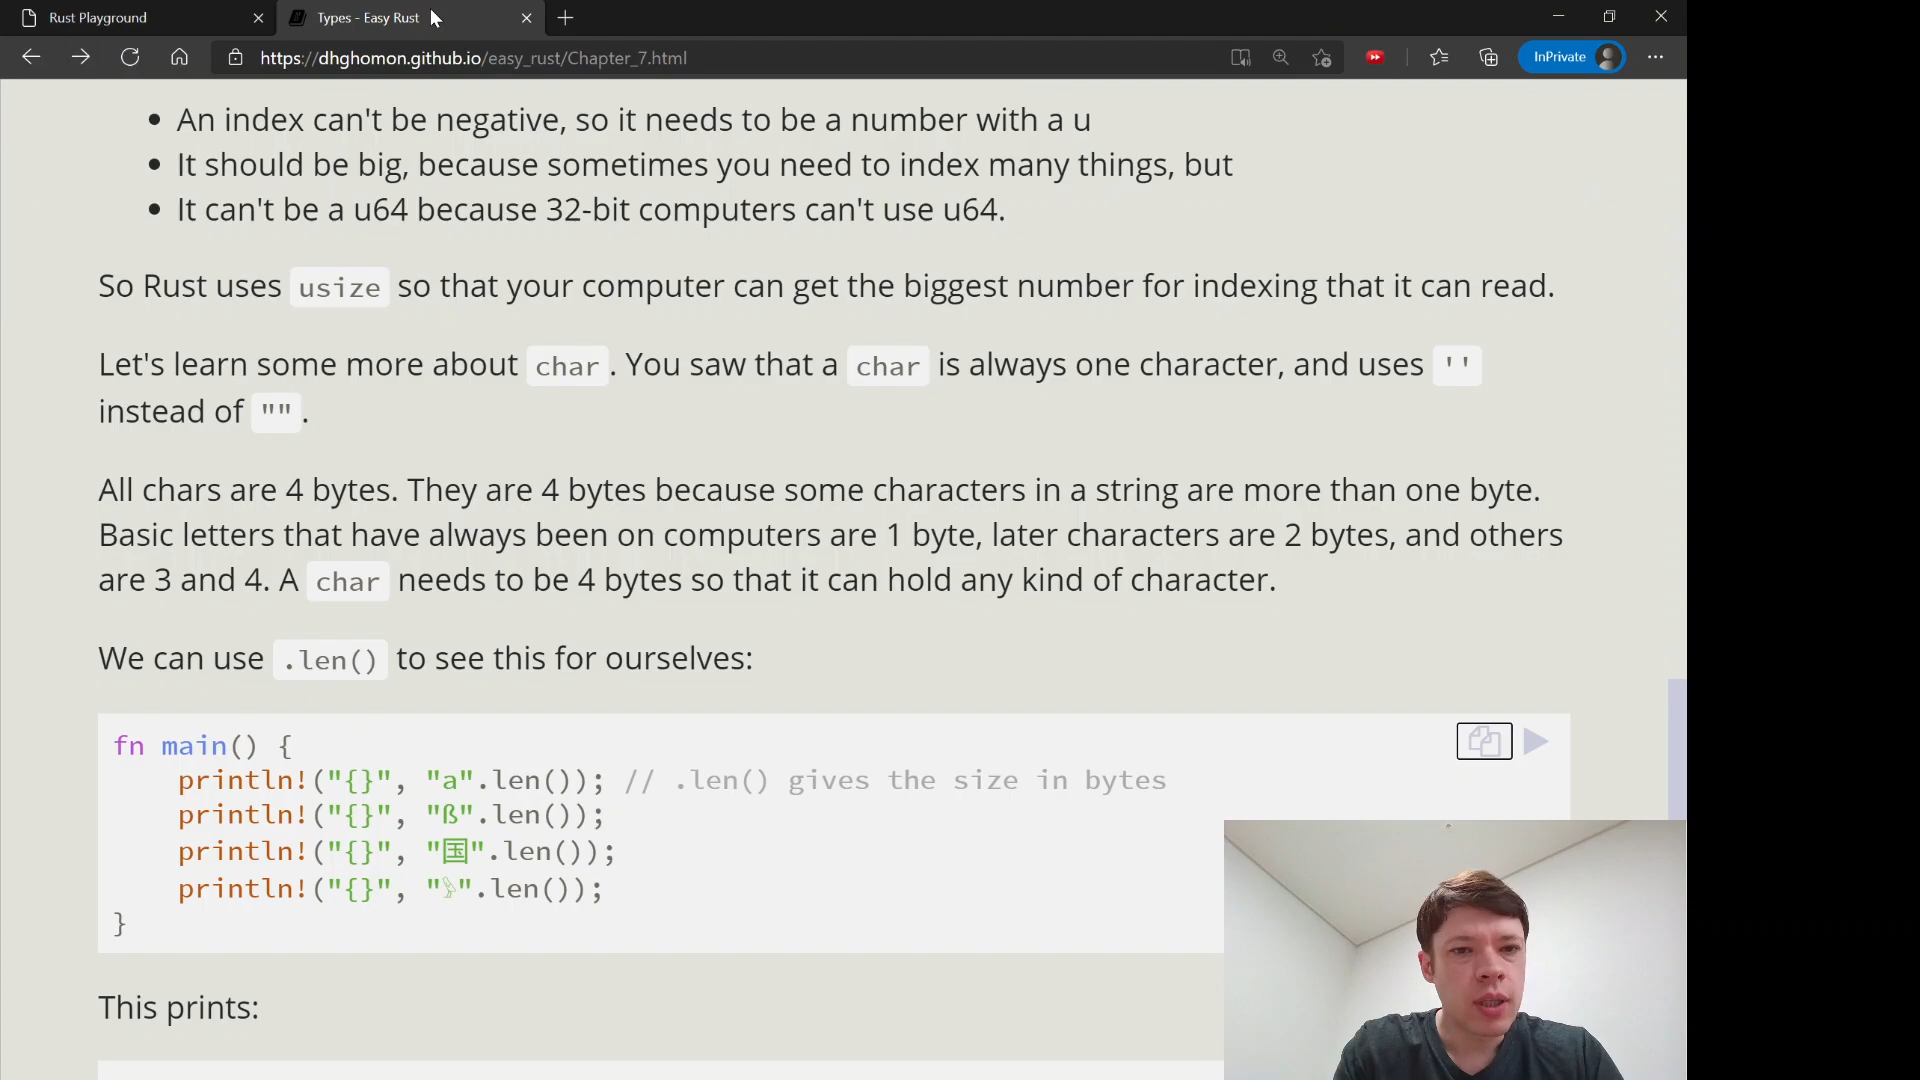 Rust Playground
Types - Easy Rust
https://dhghomon.github.io/easy_rust/Chapter_7.html
InPrivate
• An index can't be negative, so it needs to be a number with a u
• It should be big, because sometimes you need to index many things, but
• It can't be a u64 because 32-bit computers can't use u64.
So Rust uses usize so that your computer can get the biggest number for indexing that it can read.
Let's learn some more about char. You saw that a char is always one character, and uses ''
instead of "".
All chars are 4 bytes. They are 4 bytes because some characters in a string are more than one byte.
Basic letters that have always been on computers are 1 byte, later characters are 2 bytes, and others
are 3 and 4. A char needs to be 4 bytes so that it can hold any kind of character.
We can use .len() to see this for ourselves:
fn main() {
println!("{}", "a".len()); // .len() gives the size in bytes
println!("{}", "ß".len());
println!("{}", "国".len());
println!("{}", "𓅱".len());
}
This prints: